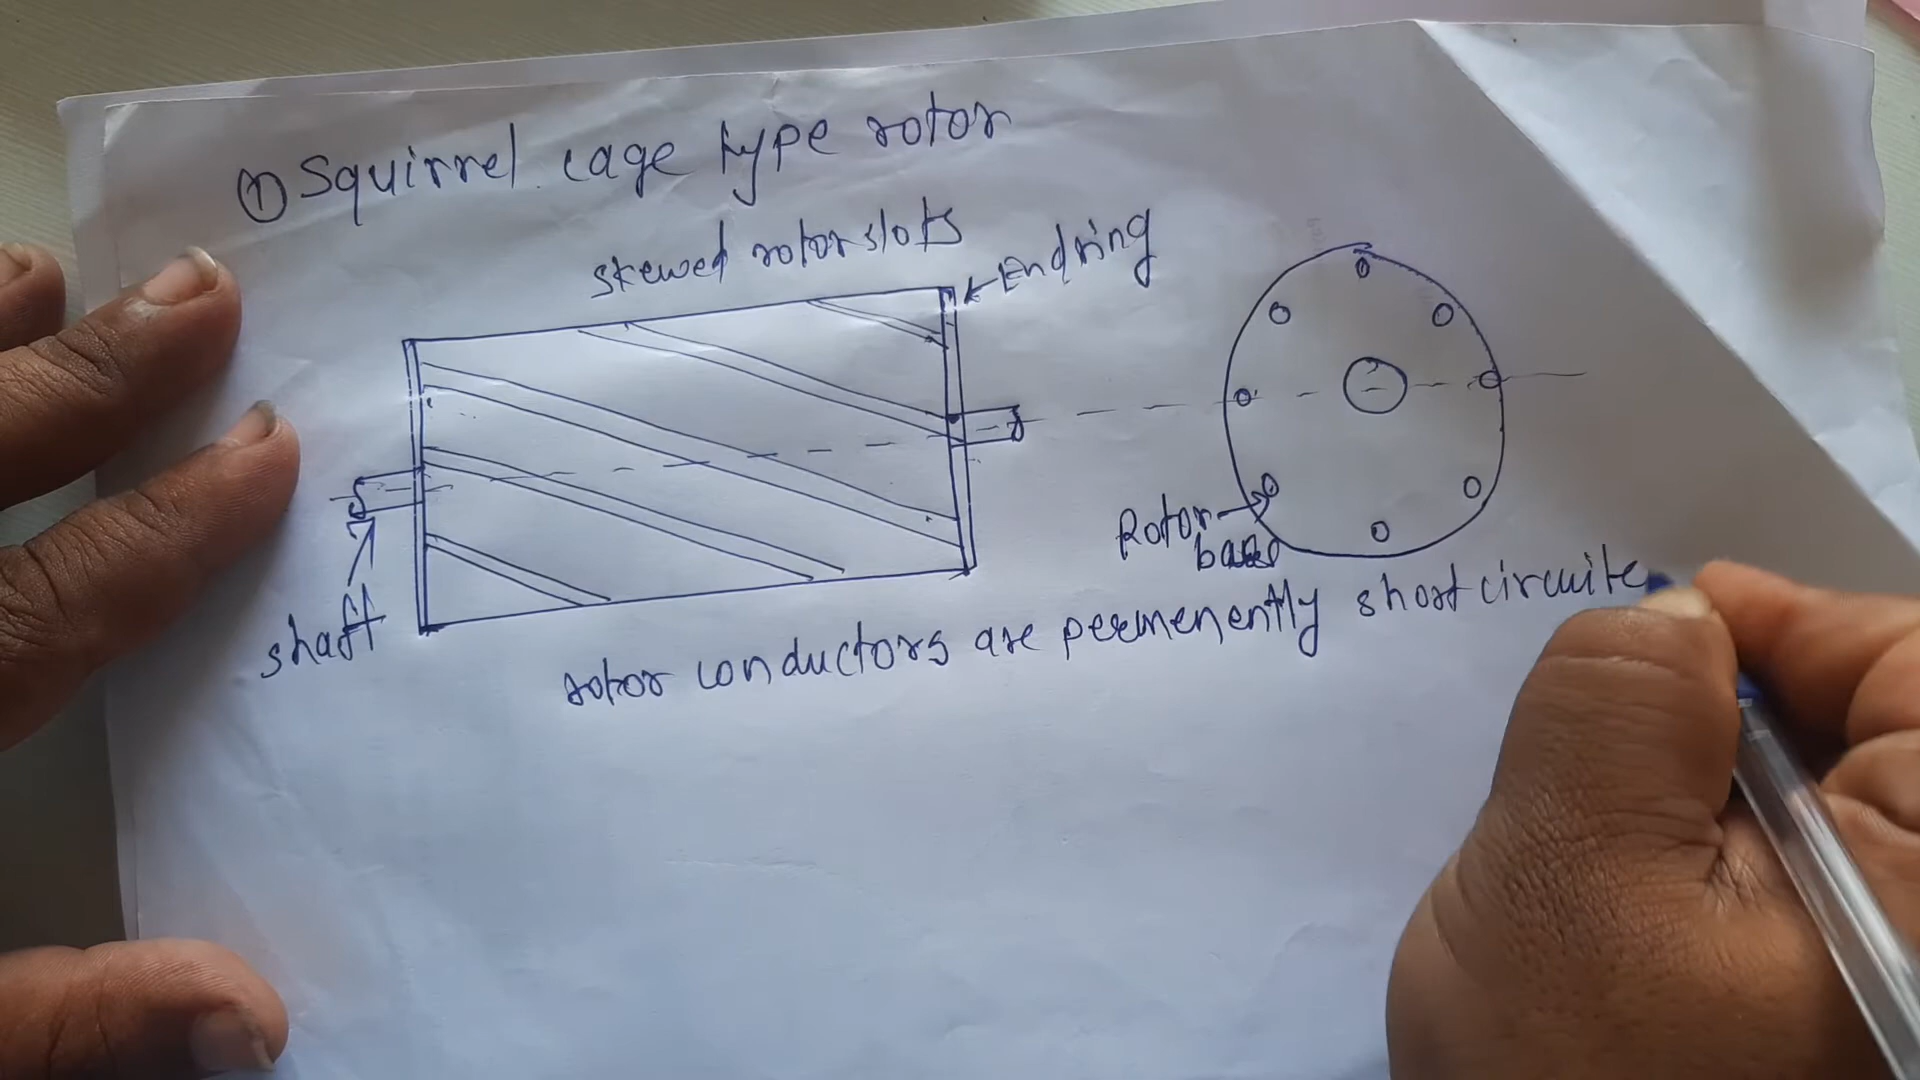 ① Squirrel cage type rotor
skewed rotor slots
Endring
shaft
Rotor
rotor conductors are permenently short circuite